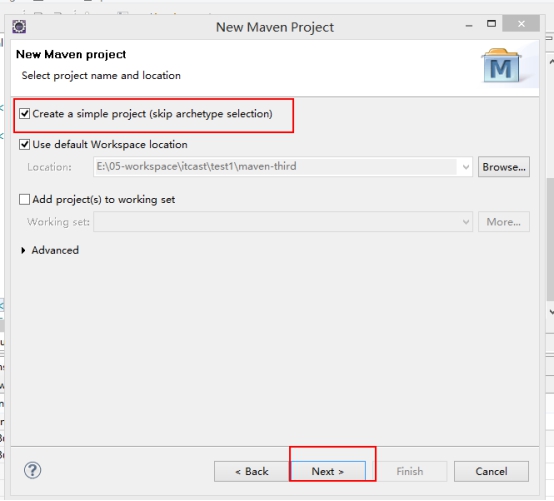 New Maven Project
New Maven project
Select project name and location
M
Create a simple project (skip archetype selection)
Use default Workspace location
Location: E:\05-workspace\itcast\test1\maven-third Browse...
Add project(s) to working set
Working set: More...
Advanced
< Back Next > Finish Cancel